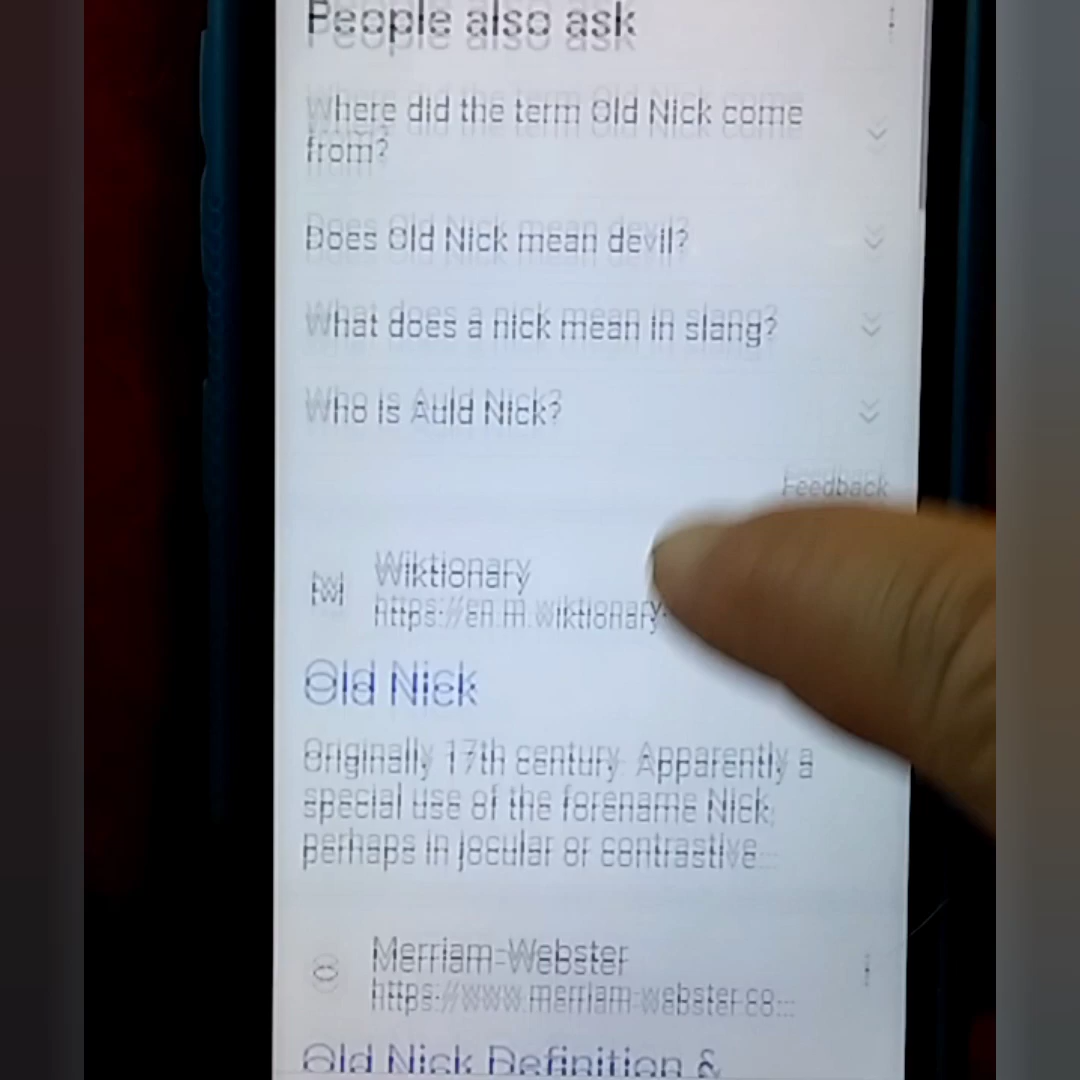 People also ask
Where did the term Old Nick come
from?
Does Old Nick mean devil?
What does a nick mean in slang?
Who is Auld Nick?
Feedback
Wiktionary
https://en.m.wiktionary.
Old Nick
Originally 17th century. Apparently a
special use of the forename Nick,
perhaps in jocular or contrastive...
Merriam-Webster
https://www.merriam-webster.co...
Old Nick Definition &